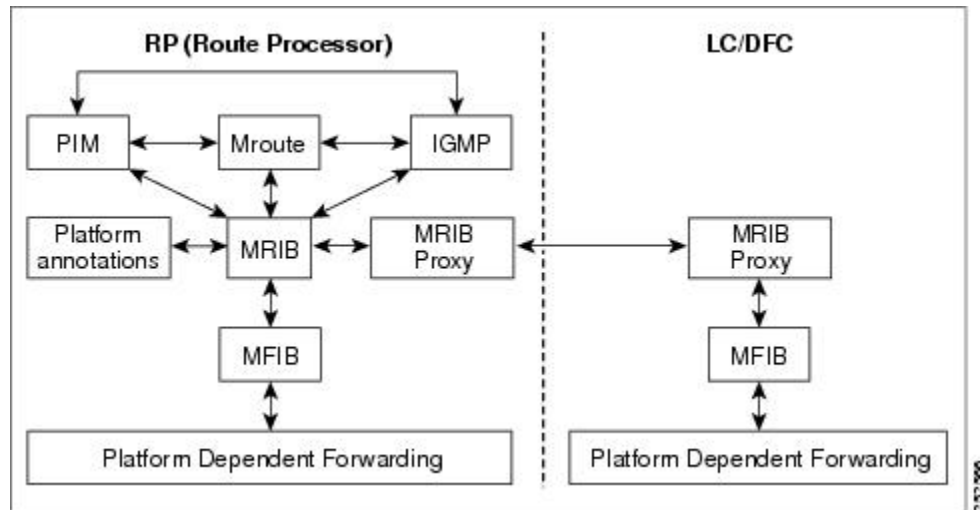 RP (Route Processor)
LC/DFC
PIM
Mroute
IGMP
Platform
annotations
MRIB
MRIB
Proxy
MRIB
Proxy
MFIB
MFIB
Platform Dependent Forwarding
Platform Dependent Forwarding